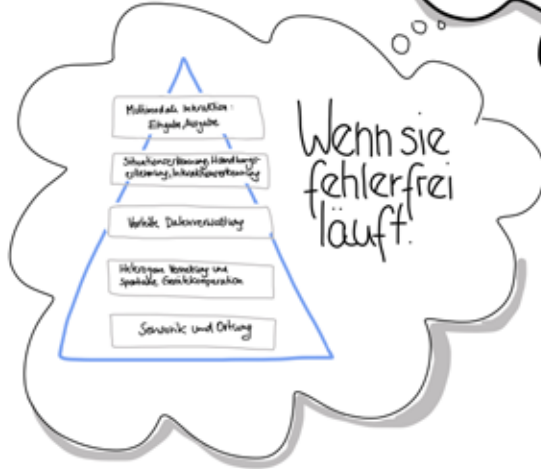 Multimodale Interaktion:
Eingabe, Ausgabe
Situationserkennung, Handlungs-
erkennung, Intentionserkennung
Verteilte Datenverwaltung
Heterogene Vernetzung und
spontane Gerätekooperation
Sensorik und Ortung
Wenn sie
fehlerfrei
läuft.